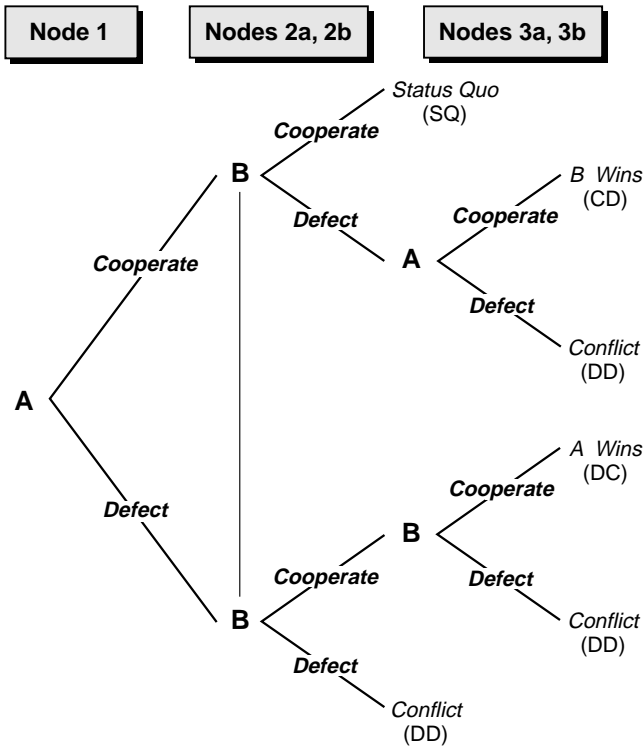 Node 1
Nodes 2a, 2b
Nodes 3a, 3b
Status Quo
(SQ)
Cooperate
B
B Wins
(CD)
Defect
Cooperate
A
Cooperate
Defect
Conflict
(DD)
A
A Wins
(DC)
Cooperate
Defect
B
Cooperate
Defect
B
Conflict
(DD)
Defect
Conflict
(DD)